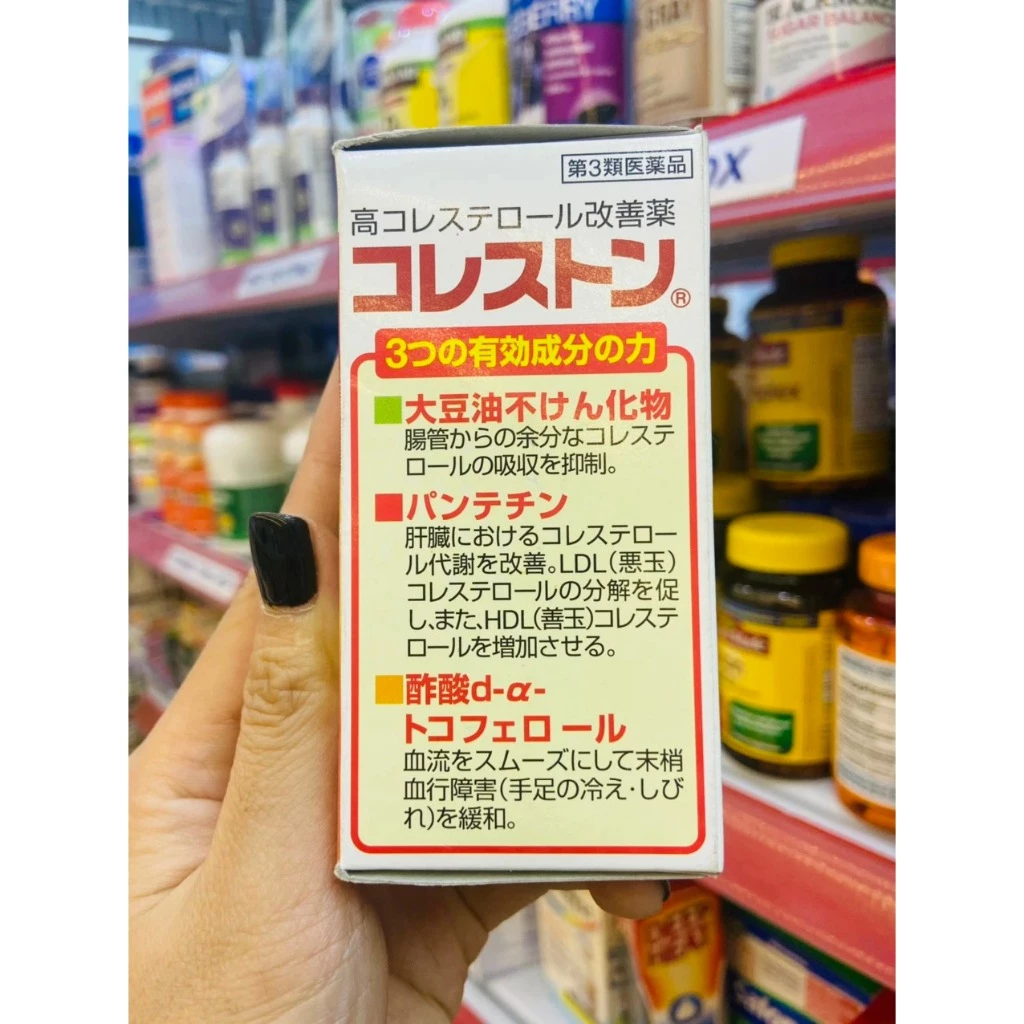 第3類医薬品
高コレステロール改善薬
コレストン®
3つの有効成分の力
大豆油不けん化物
腸管からの余分なコレステ
ロールの吸収を抑制。
パンテチン
肝臓におけるコレステロー
ル代謝を改善。LDL(悪玉)
コレステロールの分解を促
し、また、HDL(善玉)コレステ
ロールを増加させる。
酢酸d-α-
トコフェロール
血流をスムーズにして末梢
血行障害(手足の冷え・しび
れ)を緩和。
SUGAR BALANCE
DEEP
HEAT